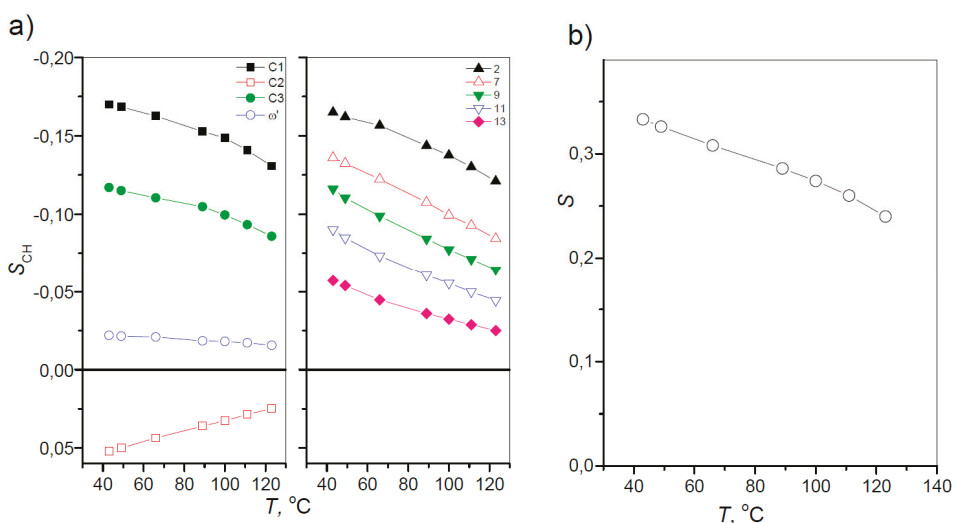 a)
b)
-0,20
-0,15
-0,10
-0,05
0,00
0,05
S_CH
C1
C2
C3
ω'
2
7
9
11
13
40 60 80 100 120
T, °C
40 60 80 100 120
T, °C
0,3
0,2
0,1
0,0
S
40 60 80 100 120 140
T, °C